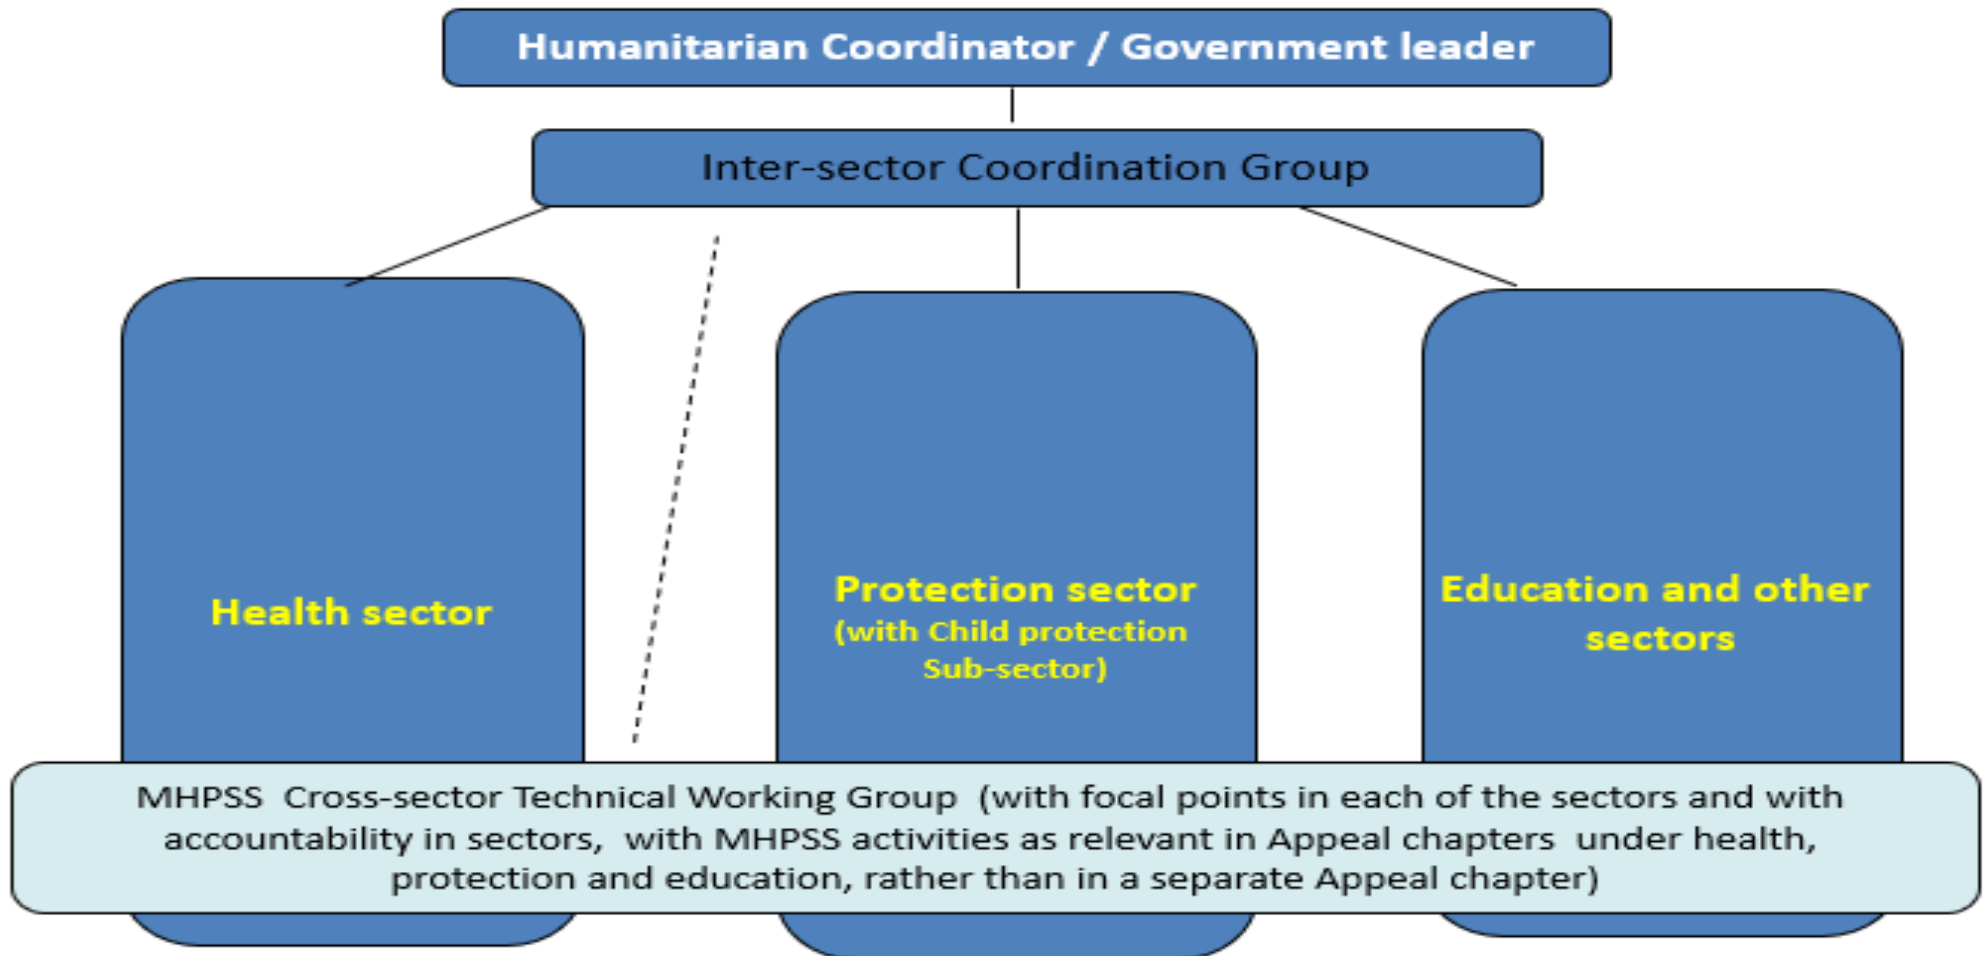 Humanitarian Coordinator / Government leader
Inter-sector Coordination Group
Health sector
Protection sector
(with Child protection
Sub-sector)
Education and other
sectors
MHPSS Cross-sector Technical Working Group (with focal points in each of the sectors and with
accountability in sectors, with MHPSS activities as relevant in Appeal chapters under health,
protection and education, rather than in a separate Appeal chapter)